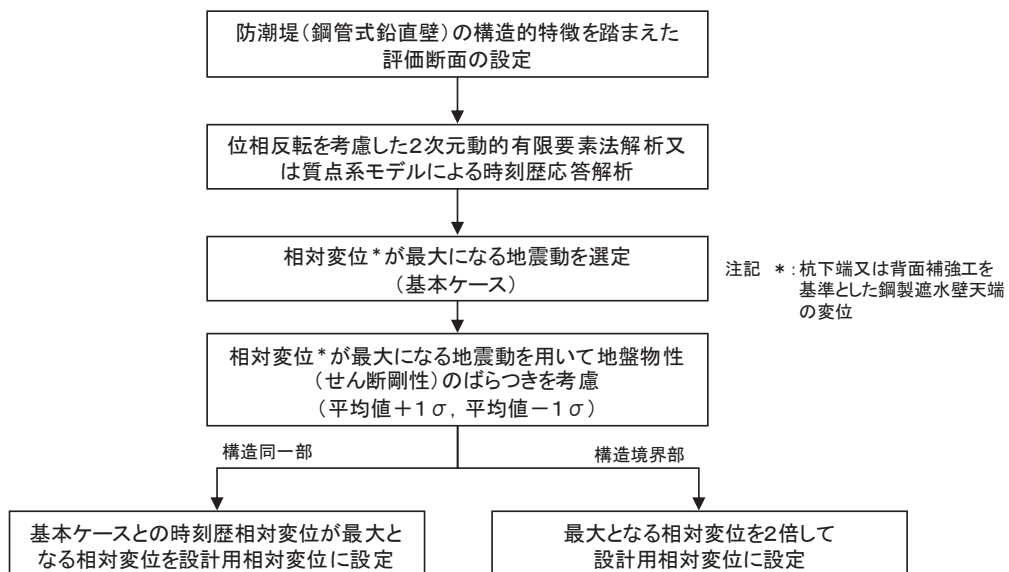 防潮堤(鋼管式鉛直壁)の構造的特徴を踏まえた
評価断面の設定
位相反転を考慮した2次元動的有限要素法解析又
は質点系モデルによる時刻歴応答解析
相対変位*が最大になる地震動を選定
(基本ケース)
注記 *:杭下端又は背面補強工を
基準とした鋼製遮水壁天端
の変位
相対変位*が最大になる地震動を用いて地盤物性
(せん断剛性)のばらつきを考慮
(平均値+1σ,平均値-1σ)
構造同一部
構造境界部
基本ケースとの時刻歴相対変位が最大と
なる相対変位を設計用相対変位に設定
最大となる相対変位を2倍して
設計用相対変位に設定